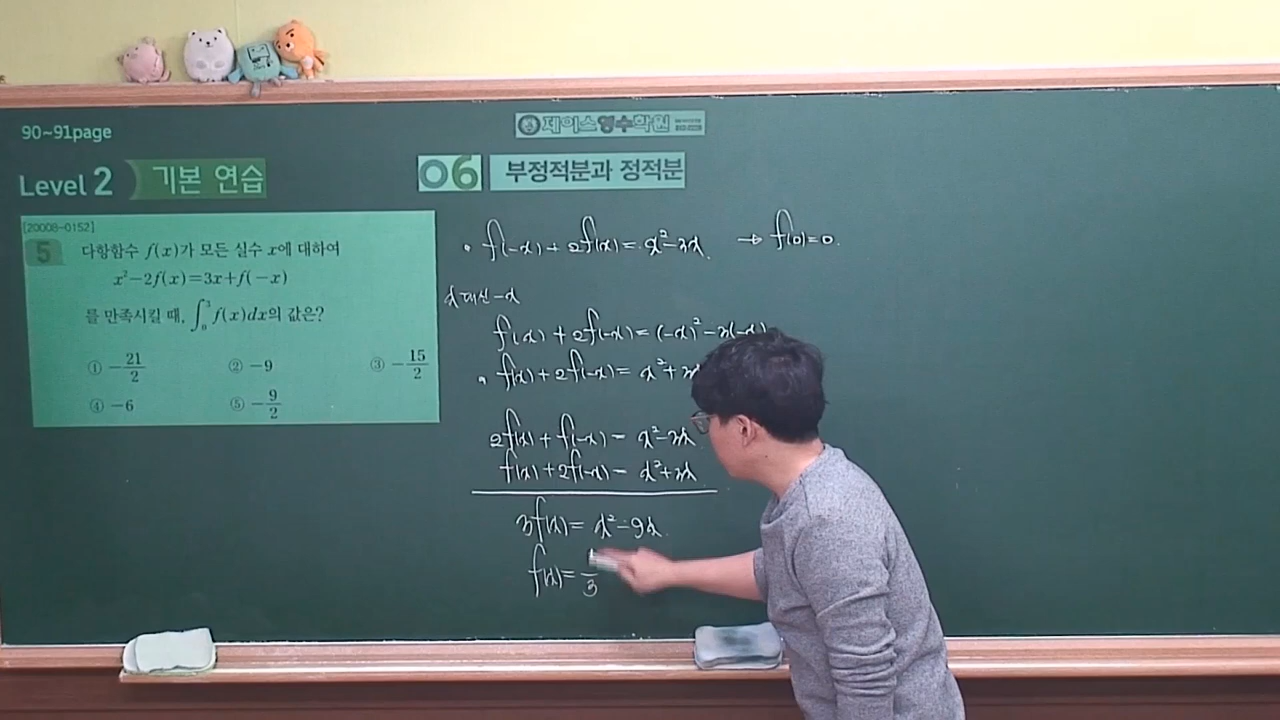 90~91page
제이스영수학원
Level 2 기본 연습
06 부정적분과 정적분
[20008-0152]
5 다항함수 f(x)가 모든 실수 x에 대하여
x²-2f(x)=3x+f(-x)
를 만족시킬 때, ∫₀³ f(x)dx의 값은?
① -21/2 ② -9 ③ -15/2
④ -6 ⑤ -9/2
• f(-x)+2f(x)=x²-3x. → f(0)=0.
x 대신 -x
f(x)+2f(-x)=(-x)²-3(-x)
• f(x)+2f(-x)=x²+3
2f(x)+f(-x)=x²-3x
f(x)+2f(-x)=x²+3x
3f(x)=x²-9x.
f(x)=1/3